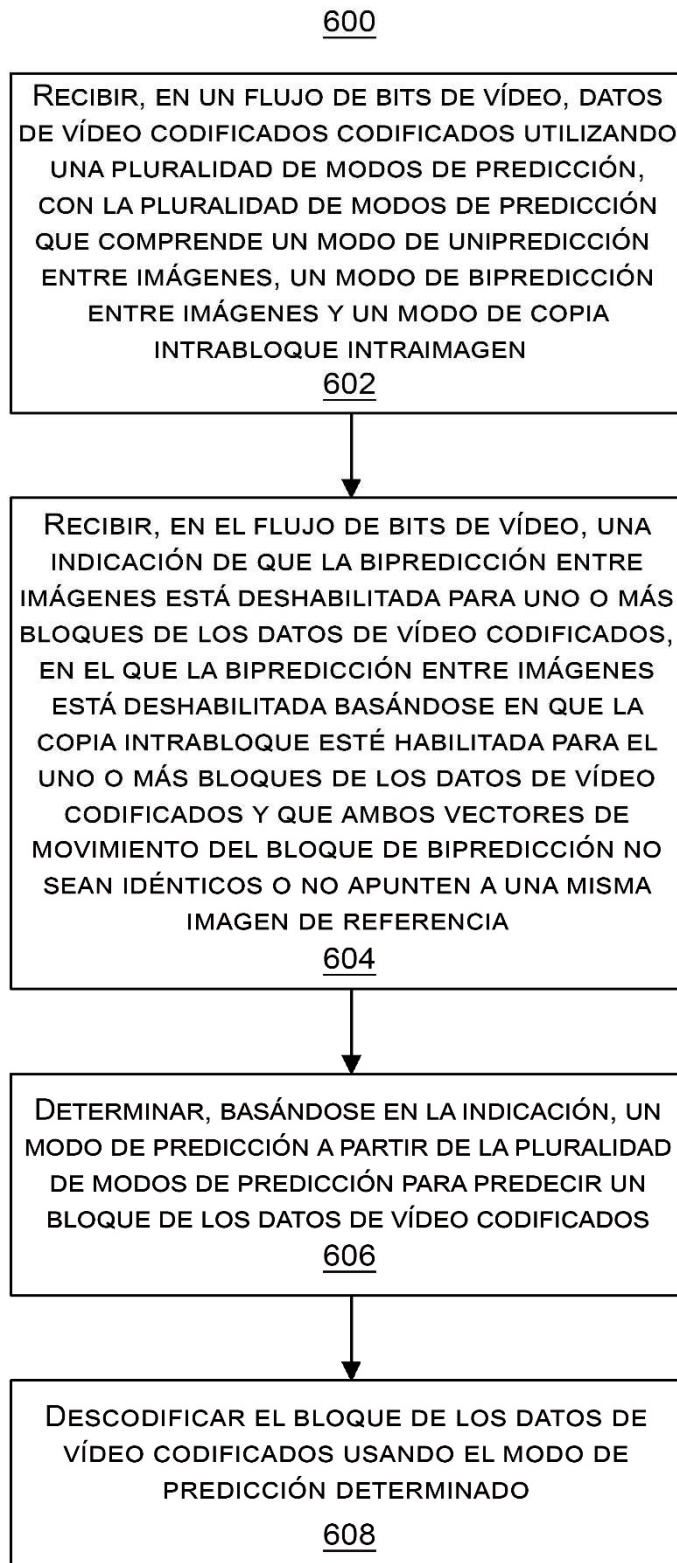 600
RECIBIR, EN UN FLUJO DE BITS DE VÍDEO, DATOS
DE VÍDEO CODIFICADOS CODIFICADOS UTILIZANDO
UNA PLURALIDAD DE MODOS DE PREDICCIÓN,
CON LA PLURALIDAD DE MODOS DE PREDICCIÓN
QUE COMPRENDE UN MODO DE UNIPREDICCIÓN
ENTRE IMÁGENES, UN MODO DE BIPREDICCIÓN
ENTRE IMÁGENES Y UN MODO DE COPIA
INTRABLOQUE INTRAIMAGEN
602
RECIBIR, EN EL FLUJO DE BITS DE VÍDEO, UNA
INDICACIÓN DE QUE LA BIPREDICCIÓN ENTRE
IMÁGENES ESTÁ DESHABILITADA PARA UNO O MÁS
BLOQUES DE LOS DATOS DE VÍDEO CODIFICADOS,
EN EL QUE LA BIPREDICCIÓN ENTRE IMÁGENES
ESTÁ DESHABILITADA BASÁNDOSE EN QUE LA
COPIA INTRABLOQUE ESTÉ HABILITADA PARA EL
UNO O MÁS BLOQUES DE LOS DATOS DE VÍDEO
CODIFICADOS Y QUE AMBOS VECTORES DE
MOVIMIENTO DEL BLOQUE DE BIPREDICCIÓN NO
SEAN IDÉNTICOS O NO APUNTEN A UNA MISMA
IMAGEN DE REFERENCIA
604
DETERMINAR, BASÁNDOSE EN LA INDICACIÓN, UN
MODO DE PREDICCIÓN A PARTIR DE LA PLURALIDAD
DE MODOS DE PREDICCIÓN PARA PREDECIR UN
BLOQUE DE LOS DATOS DE VÍDEO CODIFICADOS
606
DESCODIFICAR EL BLOQUE DE LOS DATOS DE
VÍDEO CODIFICADOS USANDO EL MODO DE
PREDICCIÓN DETERMINADO
608